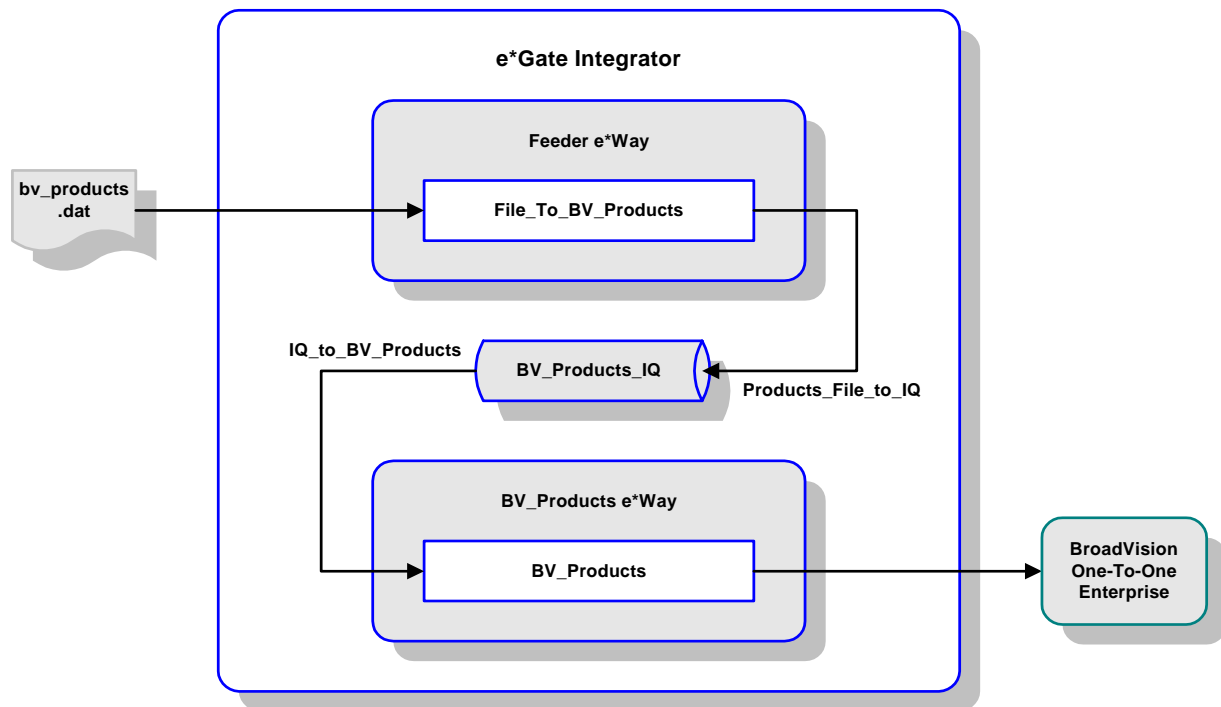 e*Gate Integrator
Feeder e*Way
bv_products
.dat
File_To_BV_Products
IQ_to_BV_Products
BV_Products_IQ
Products_File_to_IQ
BV_Products e*Way
BV_Products
BroadVision
One-To-One
Enterprise